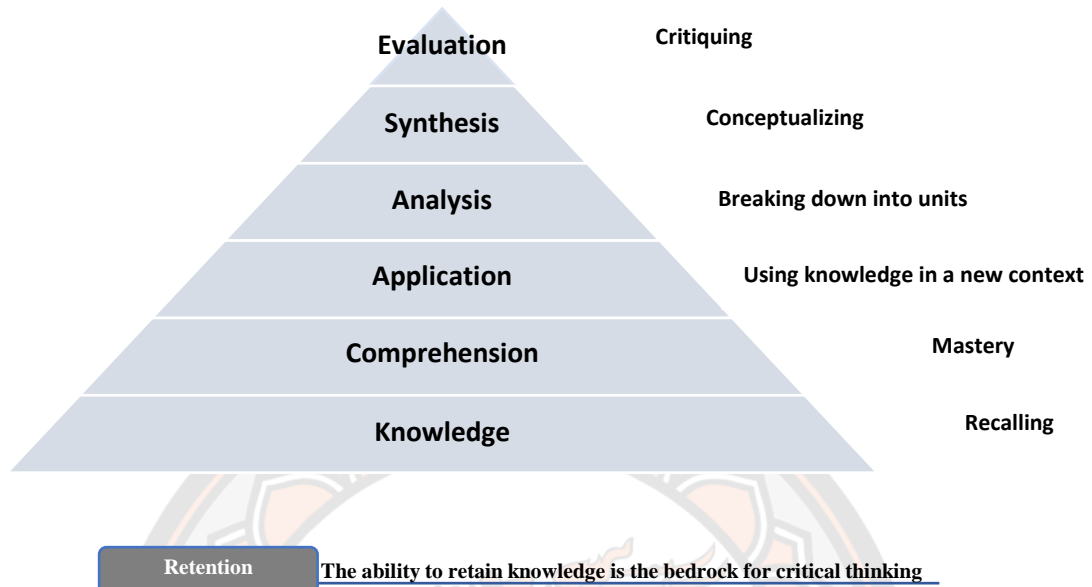 Evaluation Critiquing
Synthesis Conceptualizing
Analysis Breaking down into units
Application Using knowledge in a new context
Comprehension Mastery
Knowledge Recalling
Retention The ability to retain knowledge is the bedrock for critical thinking